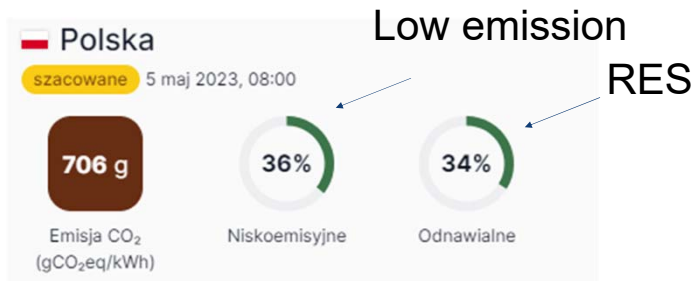 Low emission
Polska
RES
szacowane 5 maj 2023, 08:00
706 g
36%
34%
Emisja CO₂
(gCO₂eq/kWh)
Niskoemisyjne
Odnawialne